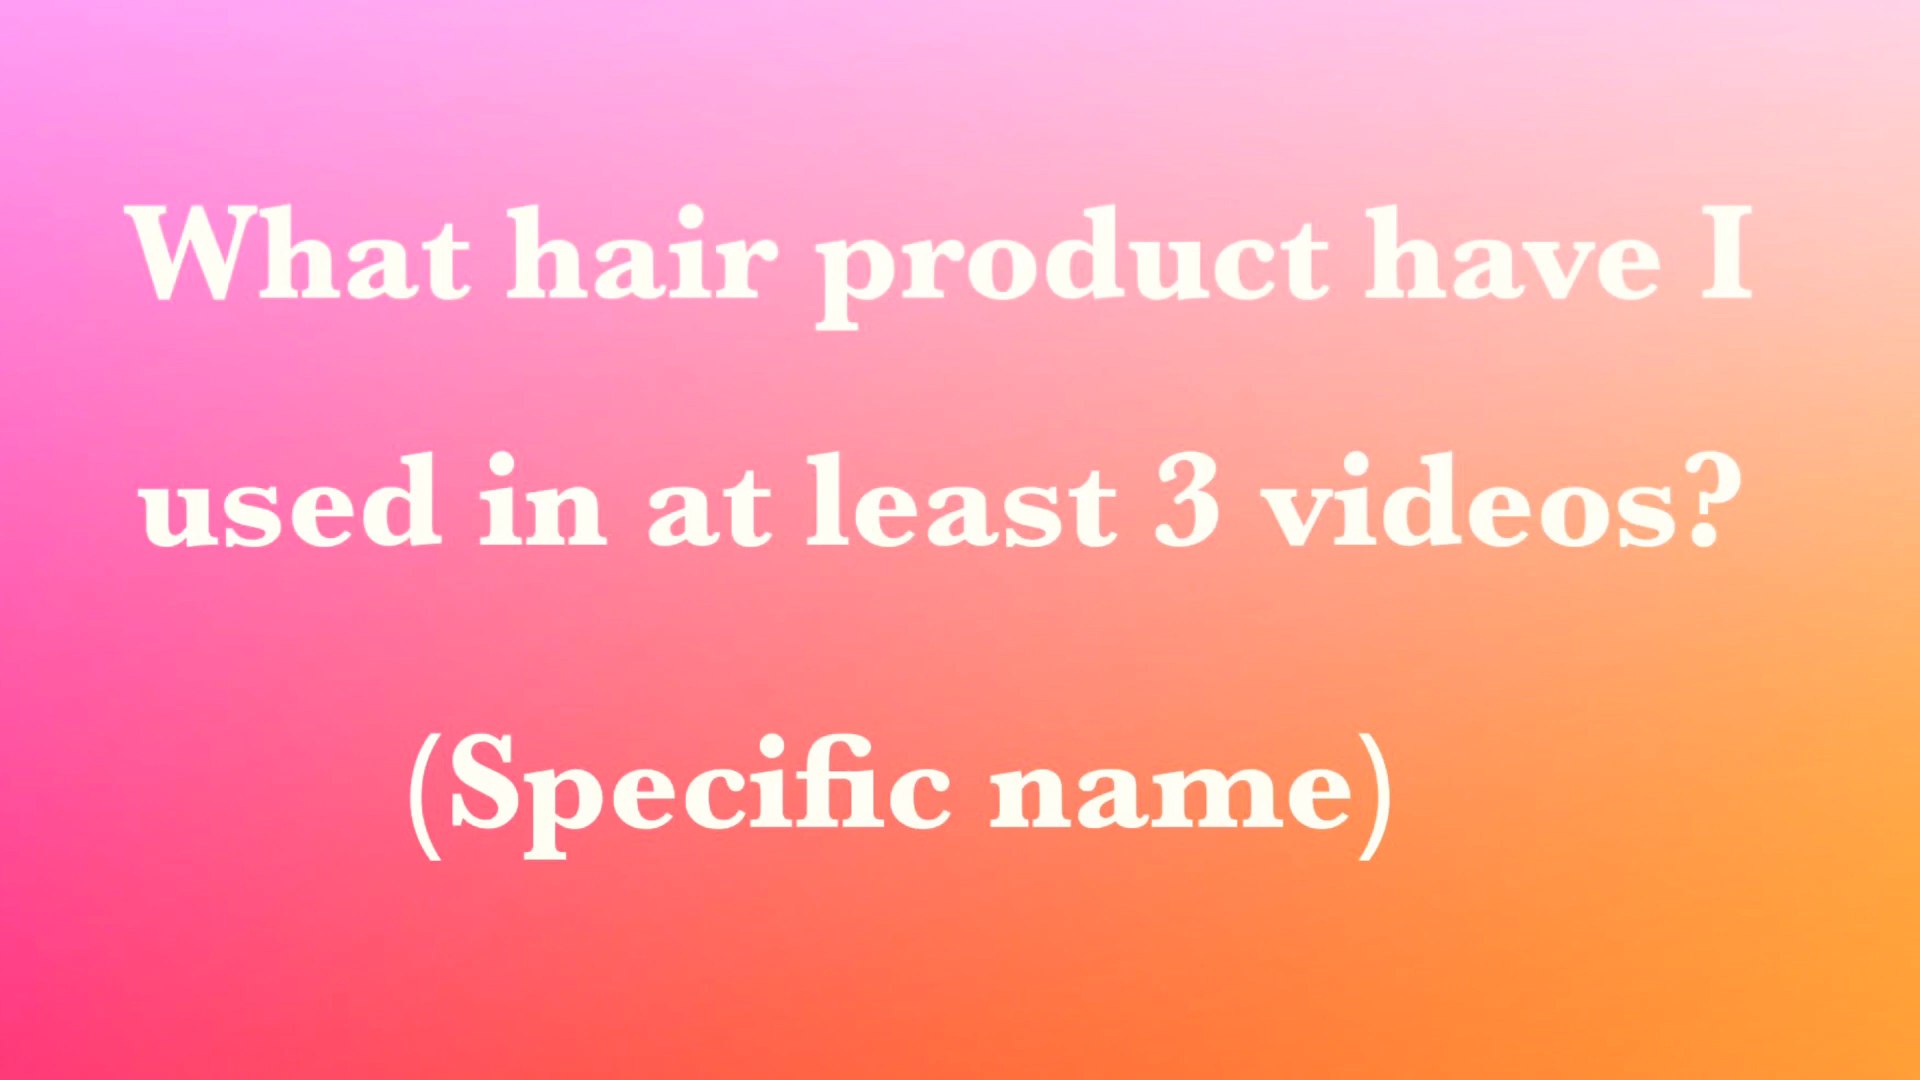 What hair product have I
used in at least 3 videos?
(Specific name)